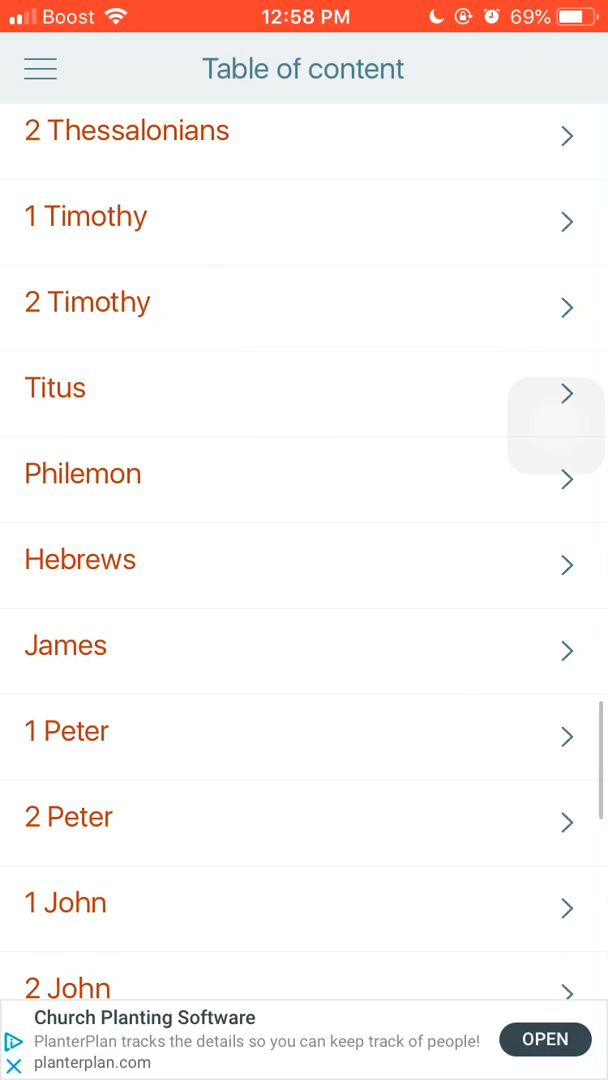 Boost 12:58 PM 69%
Table of content
2 Thessalonians
1 Timothy
2 Timothy
Titus
Philemon
Hebrews
James
1 Peter
2 Peter
1 John
2 John
Church Planting Software
PlanterPlan tracks the details so you can keep track of people!
planterplan.com
OPEN